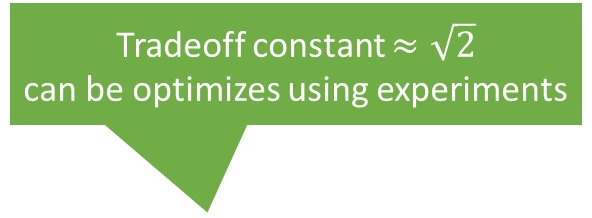 Tradeoff constant ≈ √2
can be optimizes using experiments